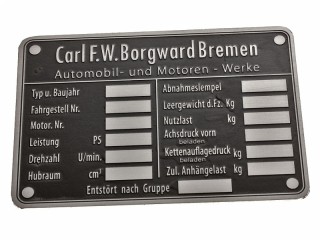 Carl F.W. Borgward Bremen
Automobil- und Motoren - Werke
Typ u. Baujahr
Fahrgestell Nr.
Motor. Nr.
Leistung PS
Drehzahl U/min.
Hubraum cm³
Abnahmestempel
Leergewicht d.Fz. Kg
Nutzlast kg
Achsdruck vorn
beladen
Kettenauflagedruck kg
beladen
Zul. Anhängelast kg
Entstört nach Gruppe